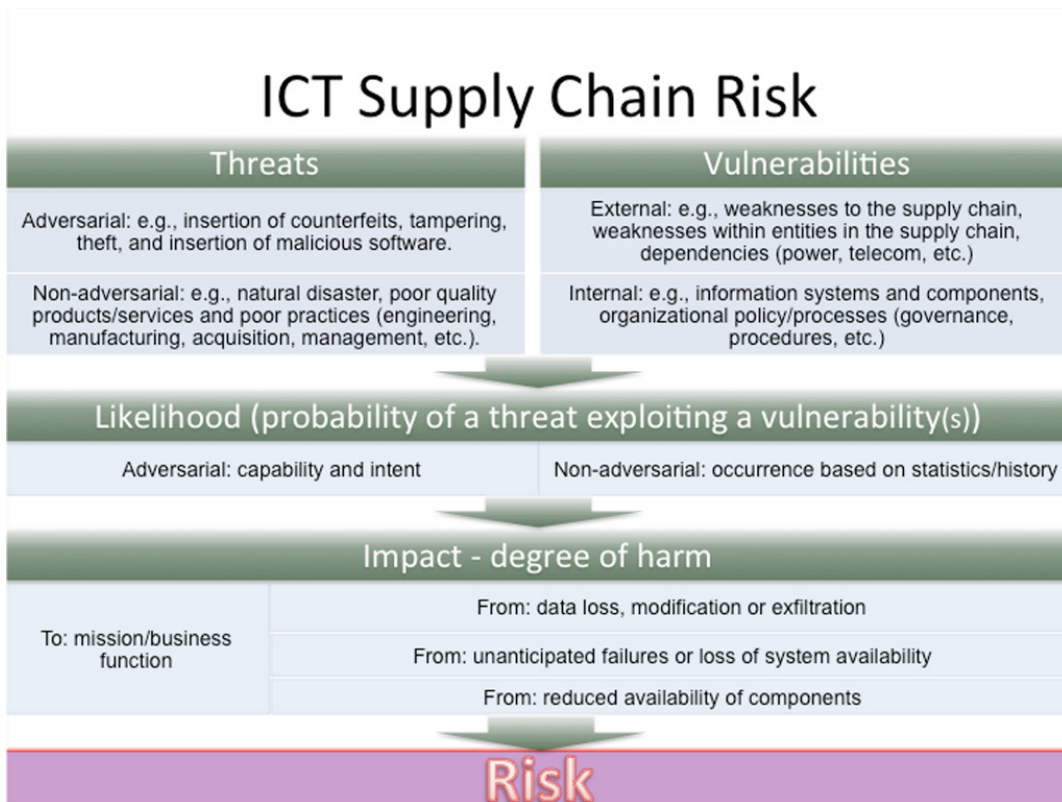 ICT Supply Chain Risk
Threats
Adversarial: e.g., insertion of counterfeits, tampering,
theft, and insertion of malicious software.
Non-adversarial: e.g., natural disaster, poor quality
products/services and poor practices (engineering,
manufacturing, acquisition, management, etc.).
Vulnerabilities
External: e.g., weaknesses to the supply chain,
weaknesses within entities in the supply chain,
dependencies (power, telecom, etc.)
Internal: e.g., information systems and components,
organizational policy/processes (governance,
procedures, etc.)
Likelihood (probability of a threat exploiting a vulnerability(s))
Adversarial: capability and intent
Non-adversarial: occurrence based on statistics/history
Impact - degree of harm
To: mission/business
function
From: data loss, modification or exfiltration
From: unanticipated failures or loss of system availability
From: reduced availability of components
Risk